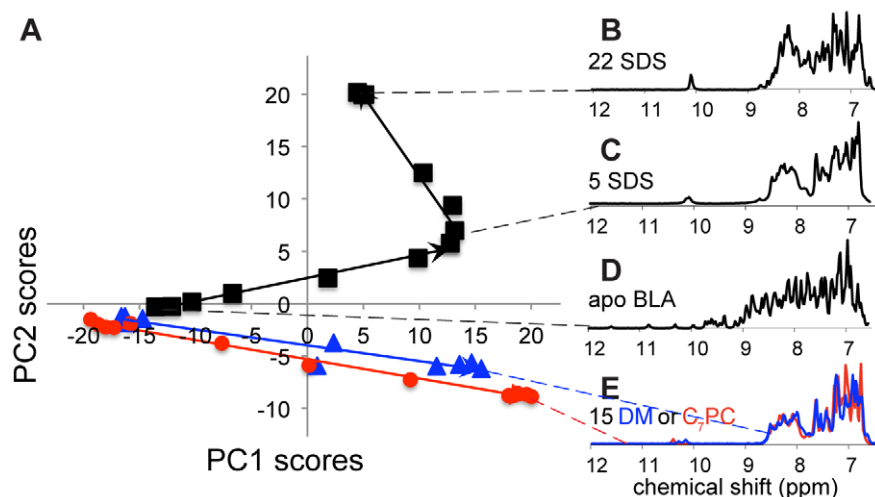 A
PC2 scores
20
15
10
5
0
-20 -15 -10 -5 0 5 10 15 20
-5
-10
PC1 scores
B
22 SDS
12 11 10 9 8 7
C
5 SDS
12 11 10 9 8 7
D
apo BLA
12 11 10 9 8 7
E
15 DM or C₇PC
12 11 10 9 8 7
chemical shift (ppm)